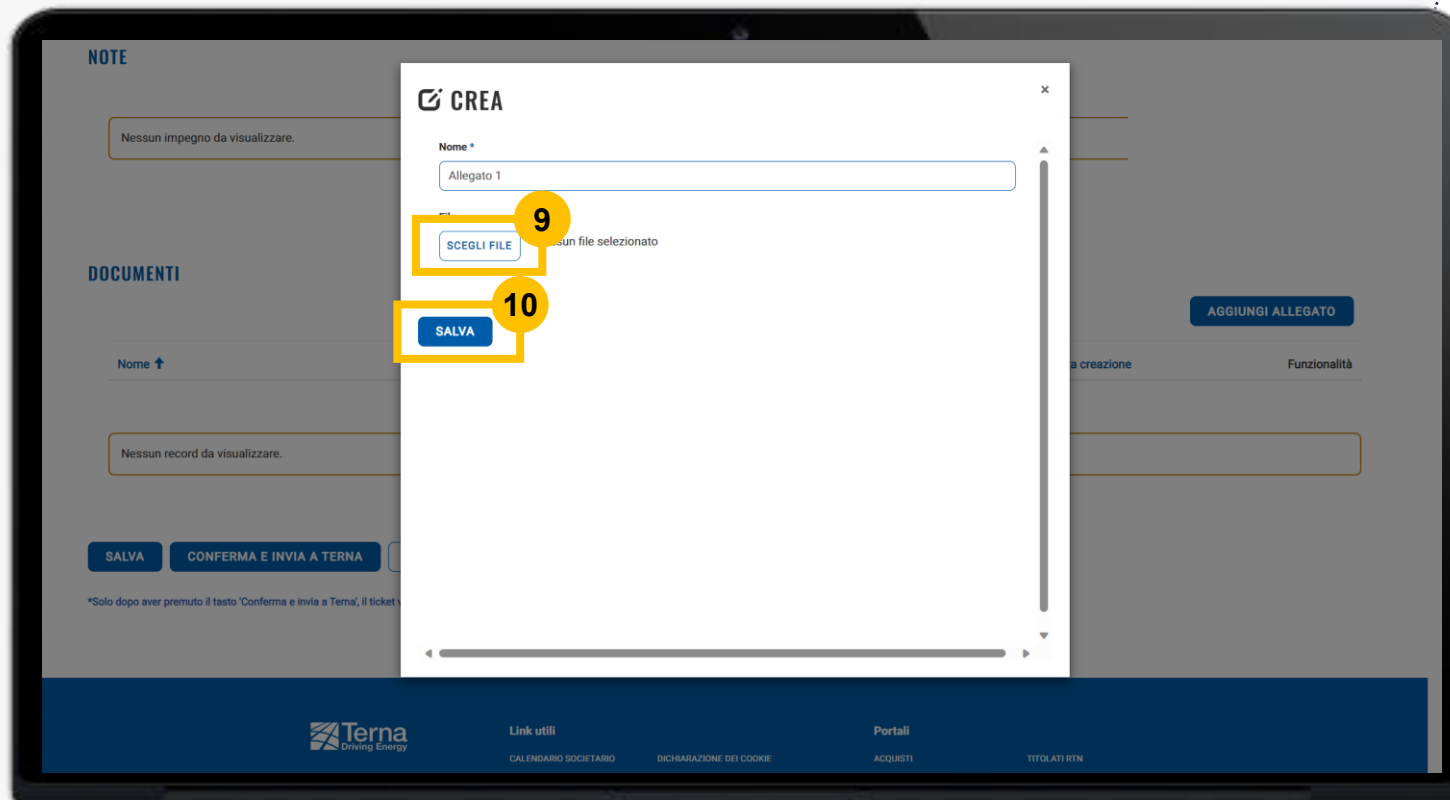 NOTE
CREA
×
Nessun impegno da visualizzare.
Nome *
Allegato 1
9
SCEGLI FILE
sun file selezionato
DOCUMENTI
10
AGGIUNGI ALLEGATO
SALVA
Nome ↑
a creazione
Funzionalità
Nessun record da visualizzare.
SALVA
CONFERMA E INVIA A TERNA
*Solo dopo aver premuto il tasto 'Conferma e invia a Terna', il ticket v
Terna
Driving Energy
Link utili
Portali
CALENDARIO SOCIETARIO
DICHIARAZIONE DEI COOKIE
ACQUISTI
TITOLATI RTN